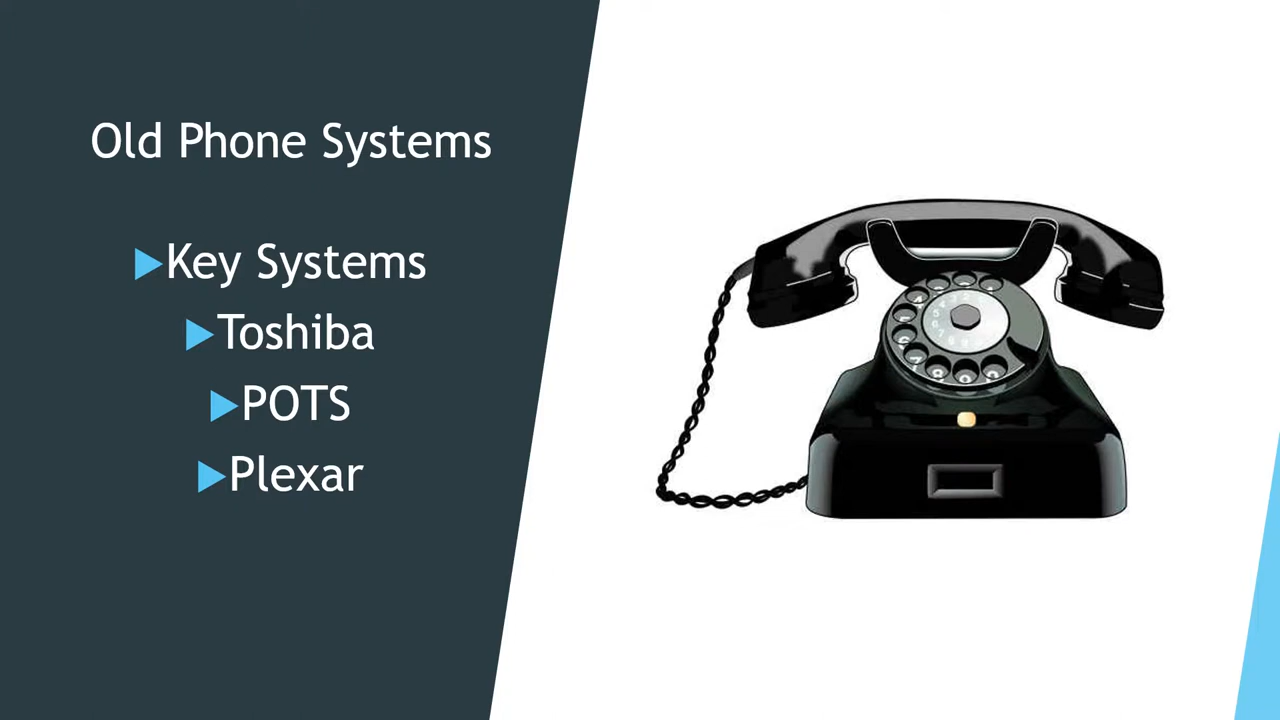 Old Phone Systems
Key Systems
Toshiba
POTS
Plexar